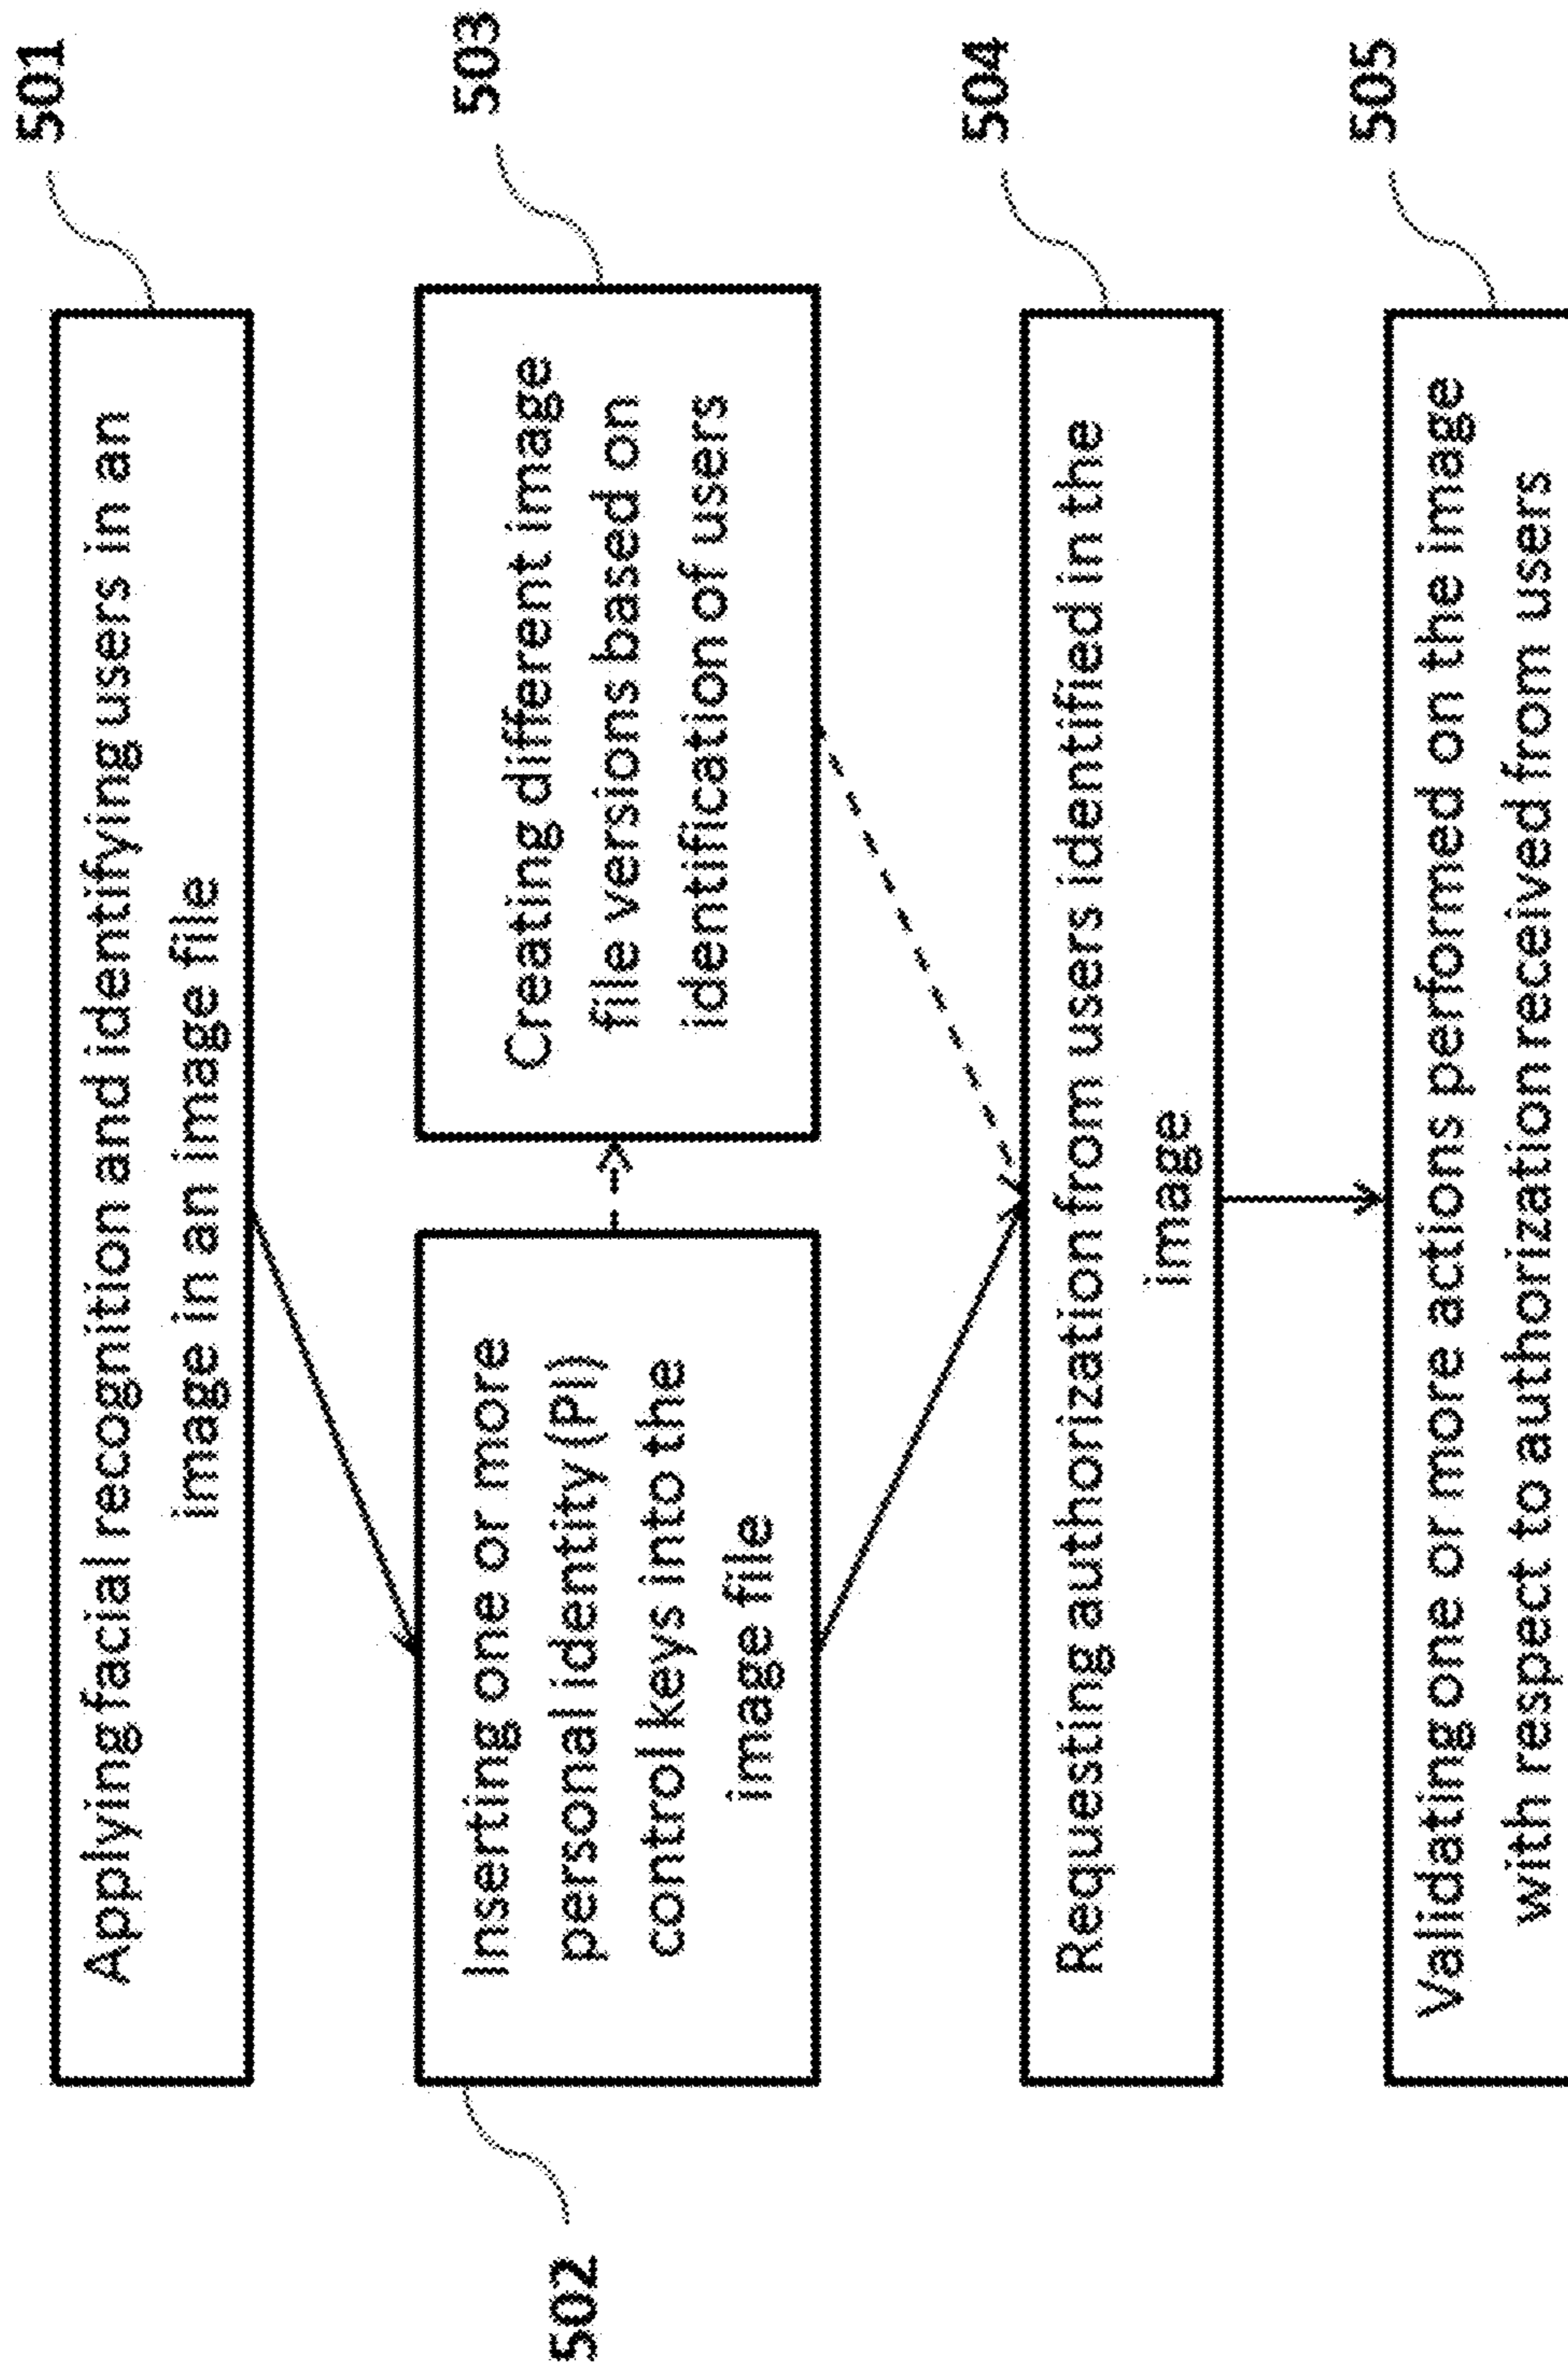 501
Applying facial recognition and identifying users in an
image in an image file
502
Inserting one or more
personal identity (PI)
control keys into the
image file
503
Creating different image
file versions based on
identification of users
504
Requesting authorization from users identified in the
image
505
Validating one or more actions performed on the image
with respect to authorization received from users